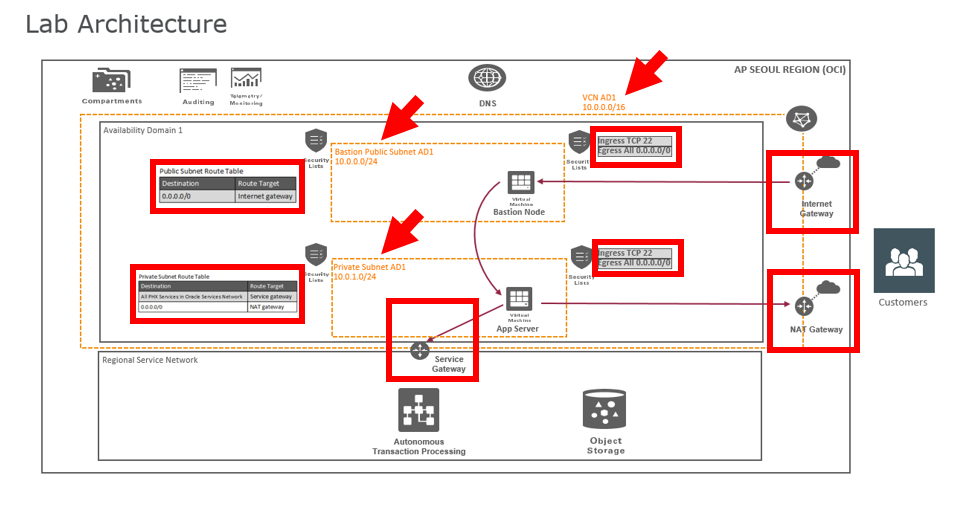 Lab Architecture
AP SEOUL REGION (OCI)
Compartments
Auditing
Telemetry/
Monitoring
DNS
VCN AD1
10.0.0.0/16
Availability Domain 1
Security
Lists
Bastion Public Subnet AD1
10.0.0.0/24
Security
Lists
Ingress TCP 22
Egress All 0.0.0.0/0
Public Subnet Route Table
Destination Route Target
0.0.0.0/0 Internet gateway
Virtual
Machine
Bastion Node
Internet
Gateway
Security
Lists
Private Subnet AD1
10.0.1.0/24
Security
Lists
Ingress TCP 22
Egress All 0.0.0.0/0
Private Subnet Route Table
Destination Route Target
All PHX Services in Oracle Services Network Service gateway
0.0.0.0/0 NAT gateway
Virtual
Machine
App Server
NAT Gateway
Customers
Regional Service Network
Service
Gateway
Autonomous
Transaction Processing
Object
Storage